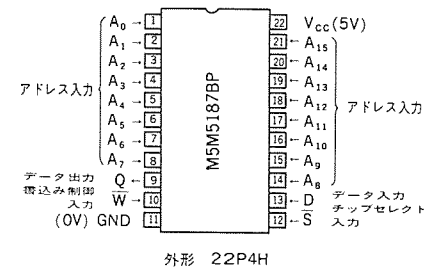 A0 → 1
A1 → 2
A2 → 3
A3 → 4
A4 → 5
A5 → 6
A6 → 7
A7 → 8
アドレス入力
データ出力 Q ← 9
書込み制御入力 W̅ → 10
(0V) GND 11
M5M5187BP
22 VCC(5V)
21 ← A15
20 ← A14
19 ← A13
18 ← A12
17 ← A11
16 ← A10
15 ← A9
14 ← A8
アドレス入力
13 ← D データ入力
12 ← S̅ チップセレクト入力
外形 22P4H